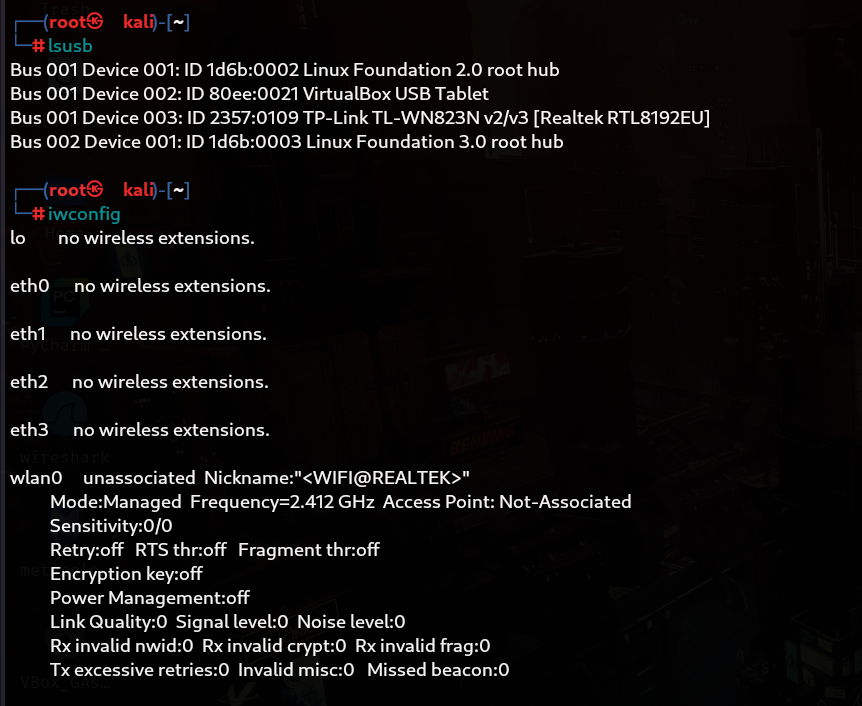 (root㉿kali)-[~]
# lsusb
Bus 001 Device 001: ID 1d6b:0002 Linux Foundation 2.0 root hub
Bus 001 Device 002: ID 80ee:0021 VirtualBox USB Tablet
Bus 001 Device 003: ID 2357:0109 TP-Link TL-WN823N v2/v3 [Realtek RTL8192EU]
Bus 002 Device 001: ID 1d6b:0003 Linux Foundation 3.0 root hub
(root㉿kali)-[~]
# iwconfig
lo no wireless extensions.
eth0 no wireless extensions.
eth1 no wireless extensions.
eth2 no wireless extensions.
eth3 no wireless extensions.
wireshark
wlan0 unassociated Nickname:"<WIFI@REALTEK>"
Mode:Managed Frequency=2.412 GHz Access Point: Not-Associated
Sensitivity:0/0
Retry:off RTS thr:off Fragment thr:off
Encryption key:off
Power Management:off
Link Quality:0 Signal level:0 Noise level:0
Rx invalid nwid:0 Rx invalid crypt:0 Rx invalid frag:0
Tx excessive retries:0 Invalid misc:0 Missed beacon:0